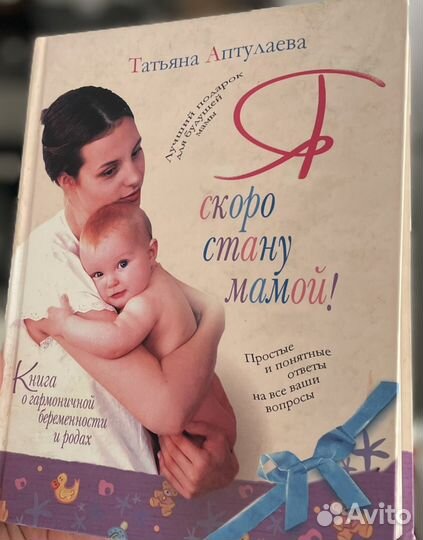 Татьяна Аптулаева
Лучший подарок
для будущей
мамы
Я
скоро
стану
мамой!
Простые
и понятные
ответы
на все ваши
вопросы
Книга
о гармоничной
беременности
и родах
Avito